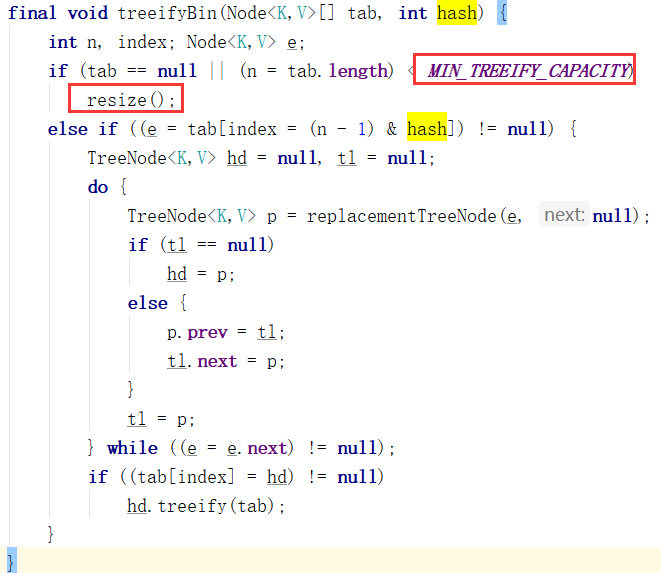 final void treeifyBin(Node<K,V>[] tab, int hash) {
int n, index; Node<K,V> e;
if (tab == null || (n = tab.length) < MIN_TREEIFY_CAPACITY)
resize();
else if ((e = tab[index = (n - 1) & hash]) != null) {
TreeNode<K,V> hd = null, tl = null;
do {
TreeNode<K,V> p = replacementTreeNode(e, next: null);
if (tl == null)
hd = p;
else {
p.prev = tl;
tl.next = p;
}
tl = p;
} while ((e = e.next) != null);
if ((tab[index] = hd) != null)
hd.treeify(tab);
}
}